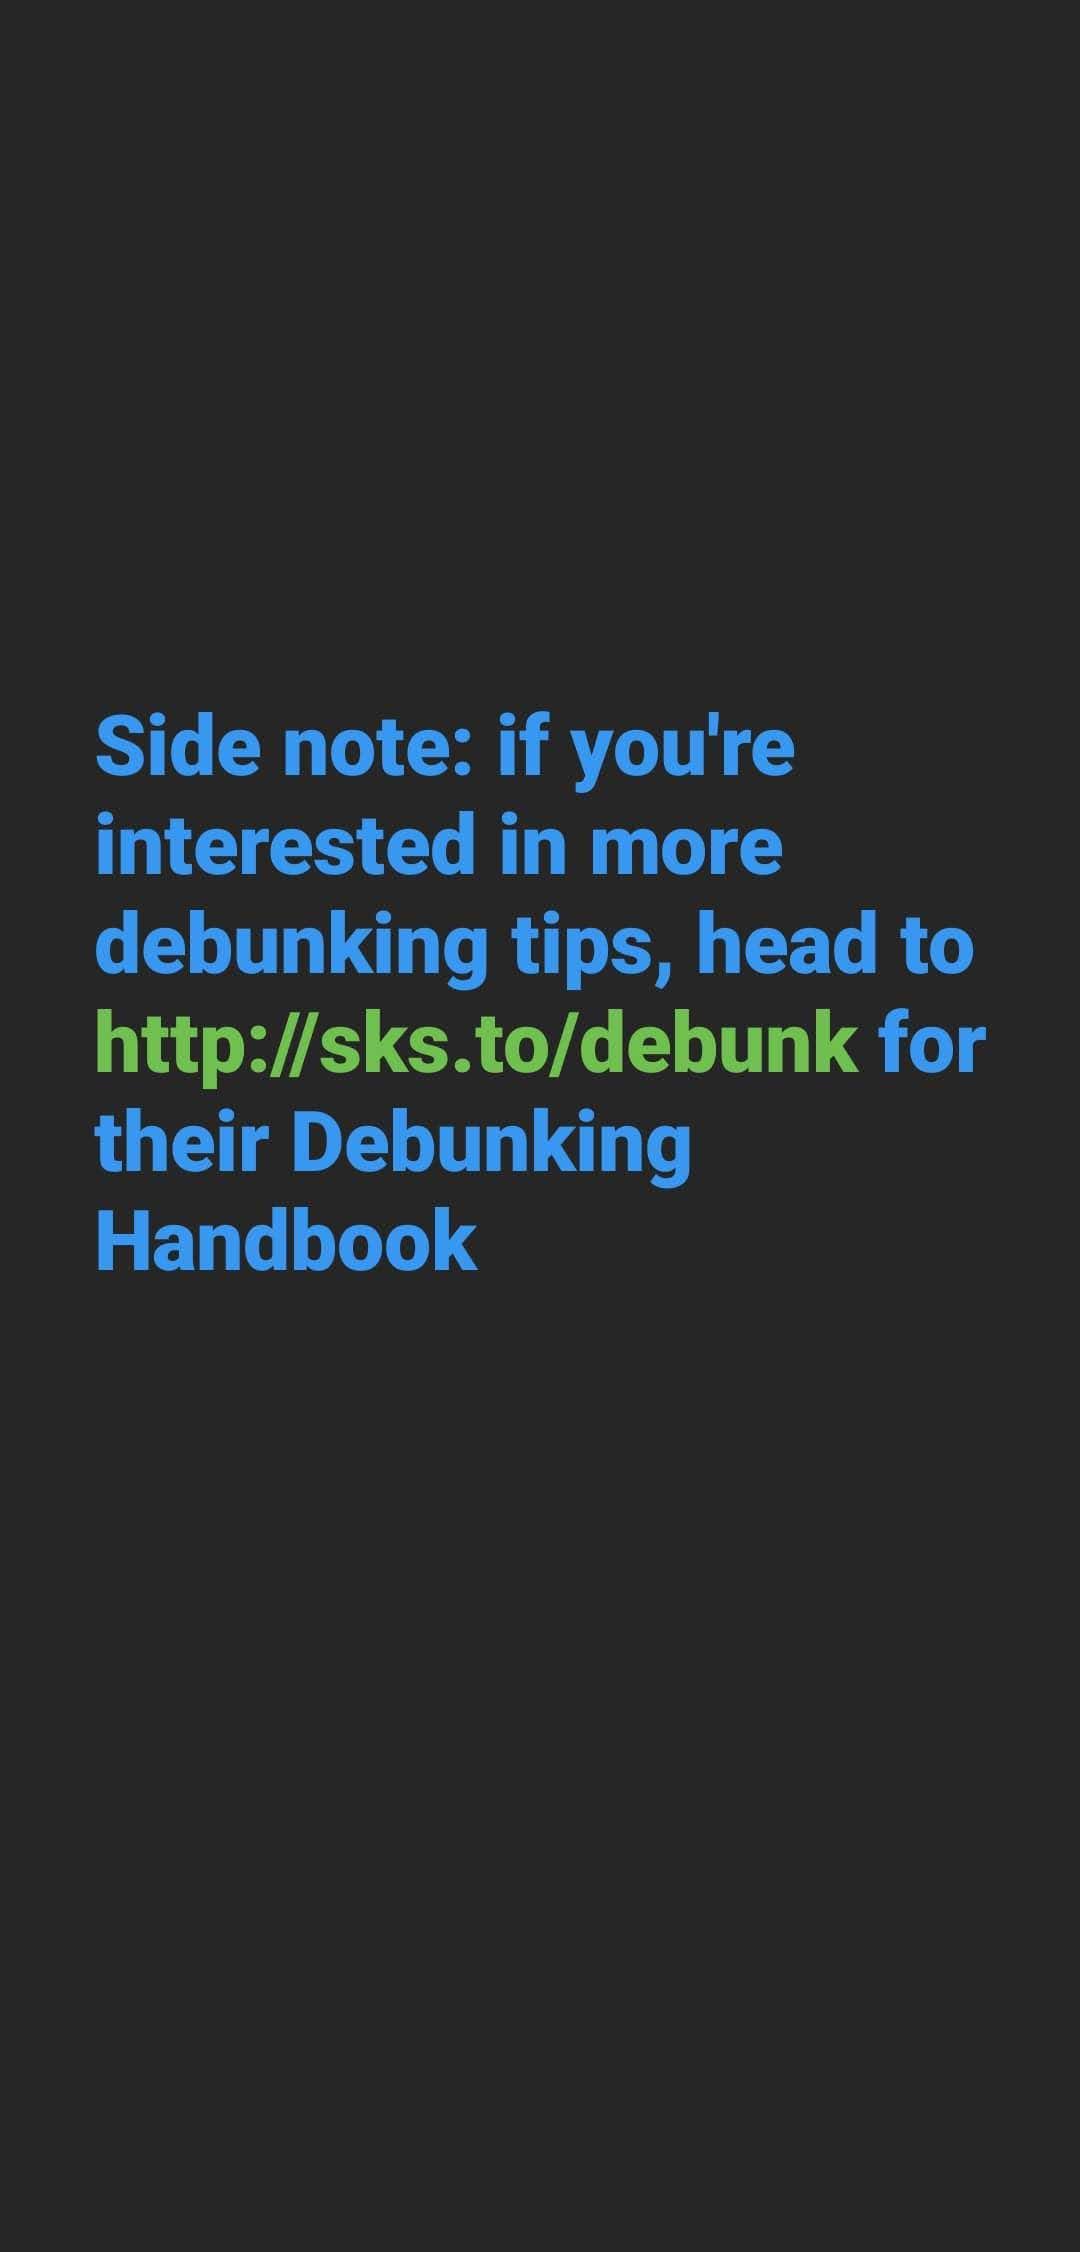 Side note: if you're
interested in more
debunking tips, head to
http://sks.to/debunk for
their Debunking
Handbook